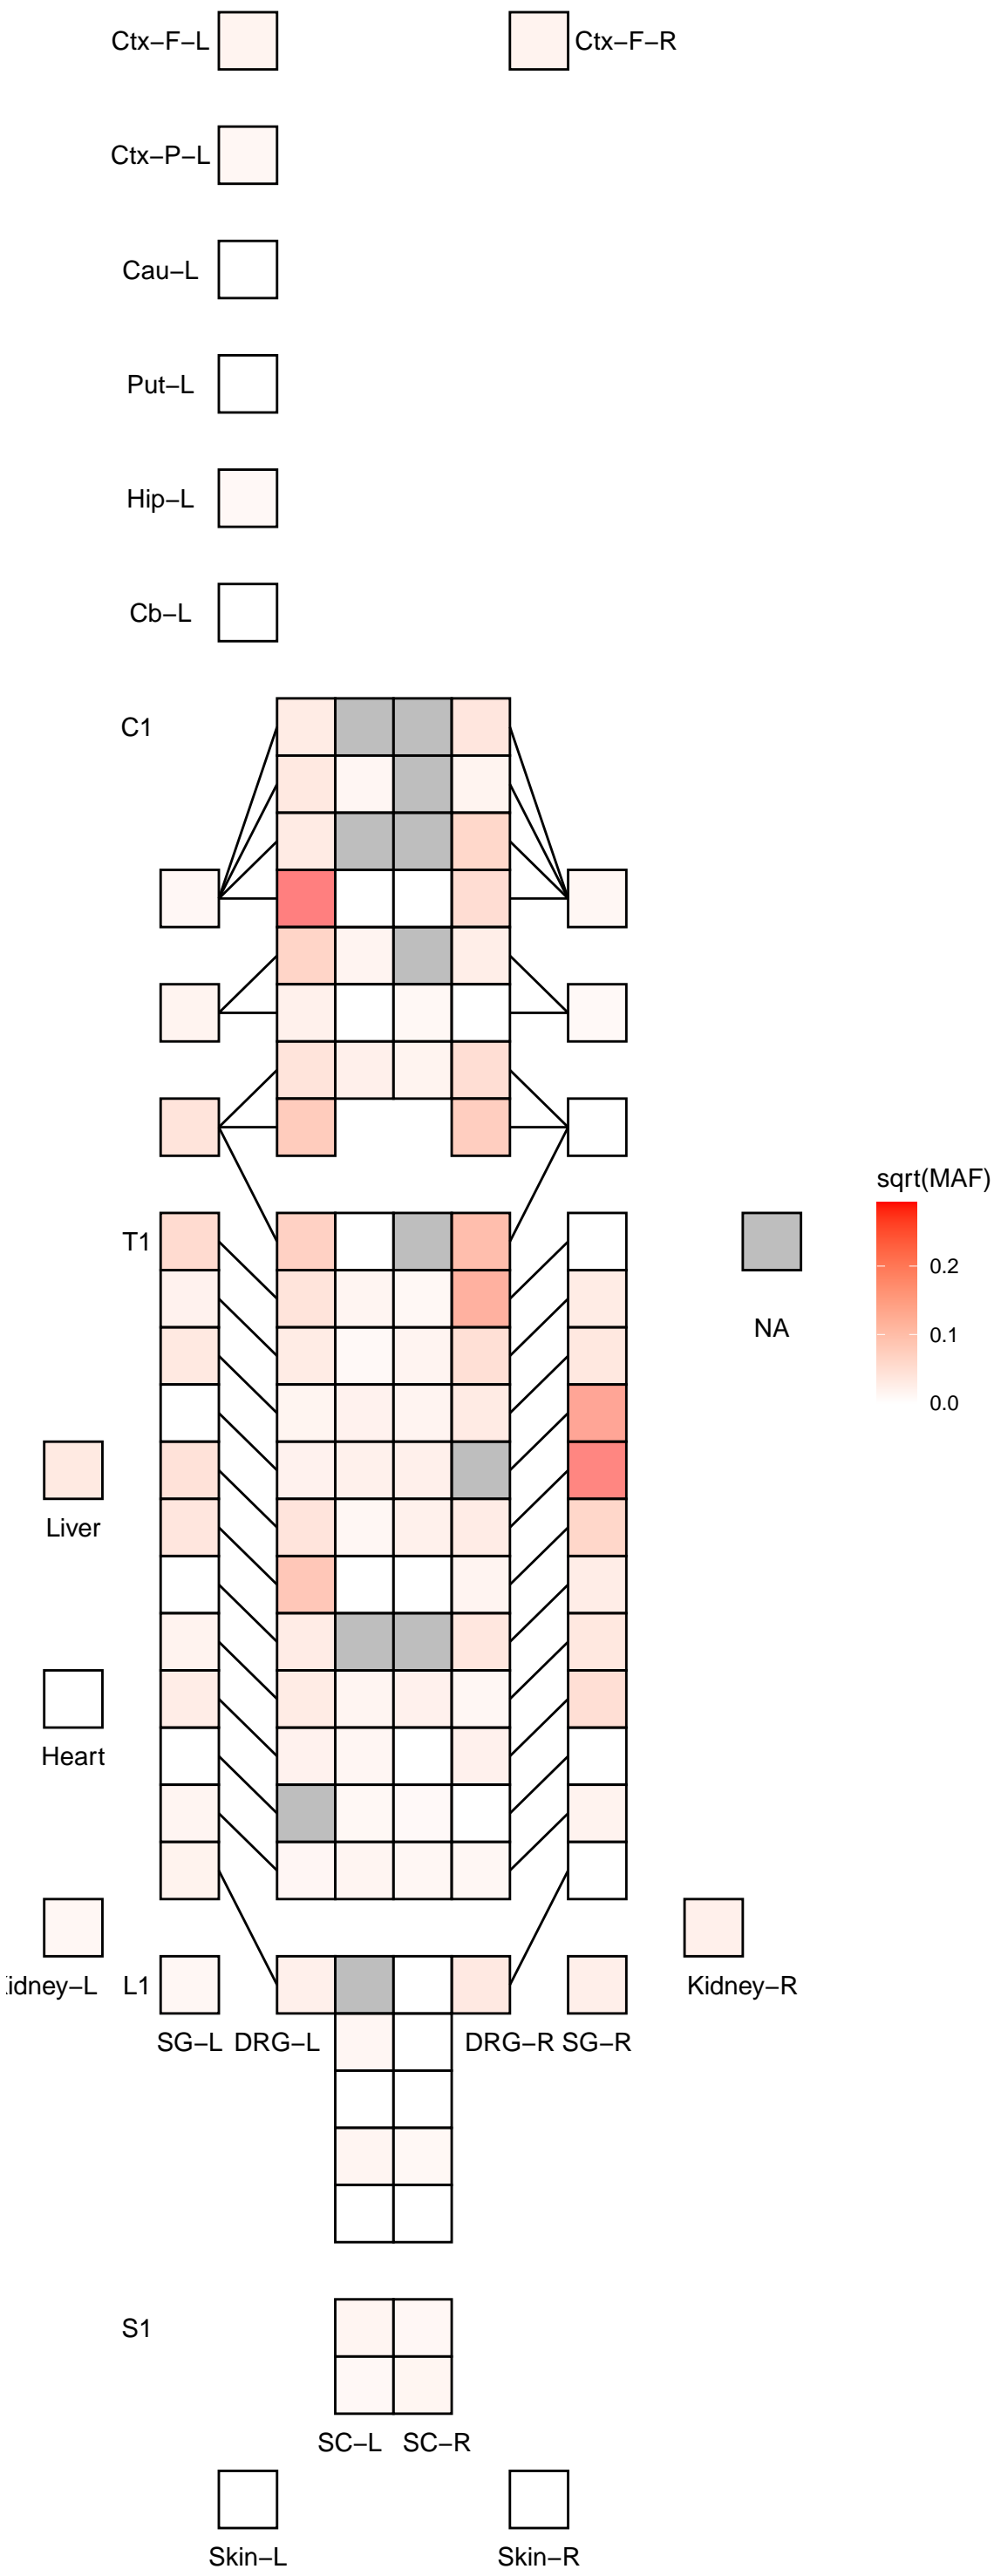 Ctx–F–L
Ctx–F–R
Ctx–P–L
Cau–L
Put–L
Hip–L
Cb–L
C1
sqrt(MAF)
T1
0.2
NA
0.1
0.0
Liver
Heart
idney–L
L1
Kidney–R
SG–L
DRG–L
DRG–R
SG–R
S1
SC–L
SC–R
Skin–L
Skin–R